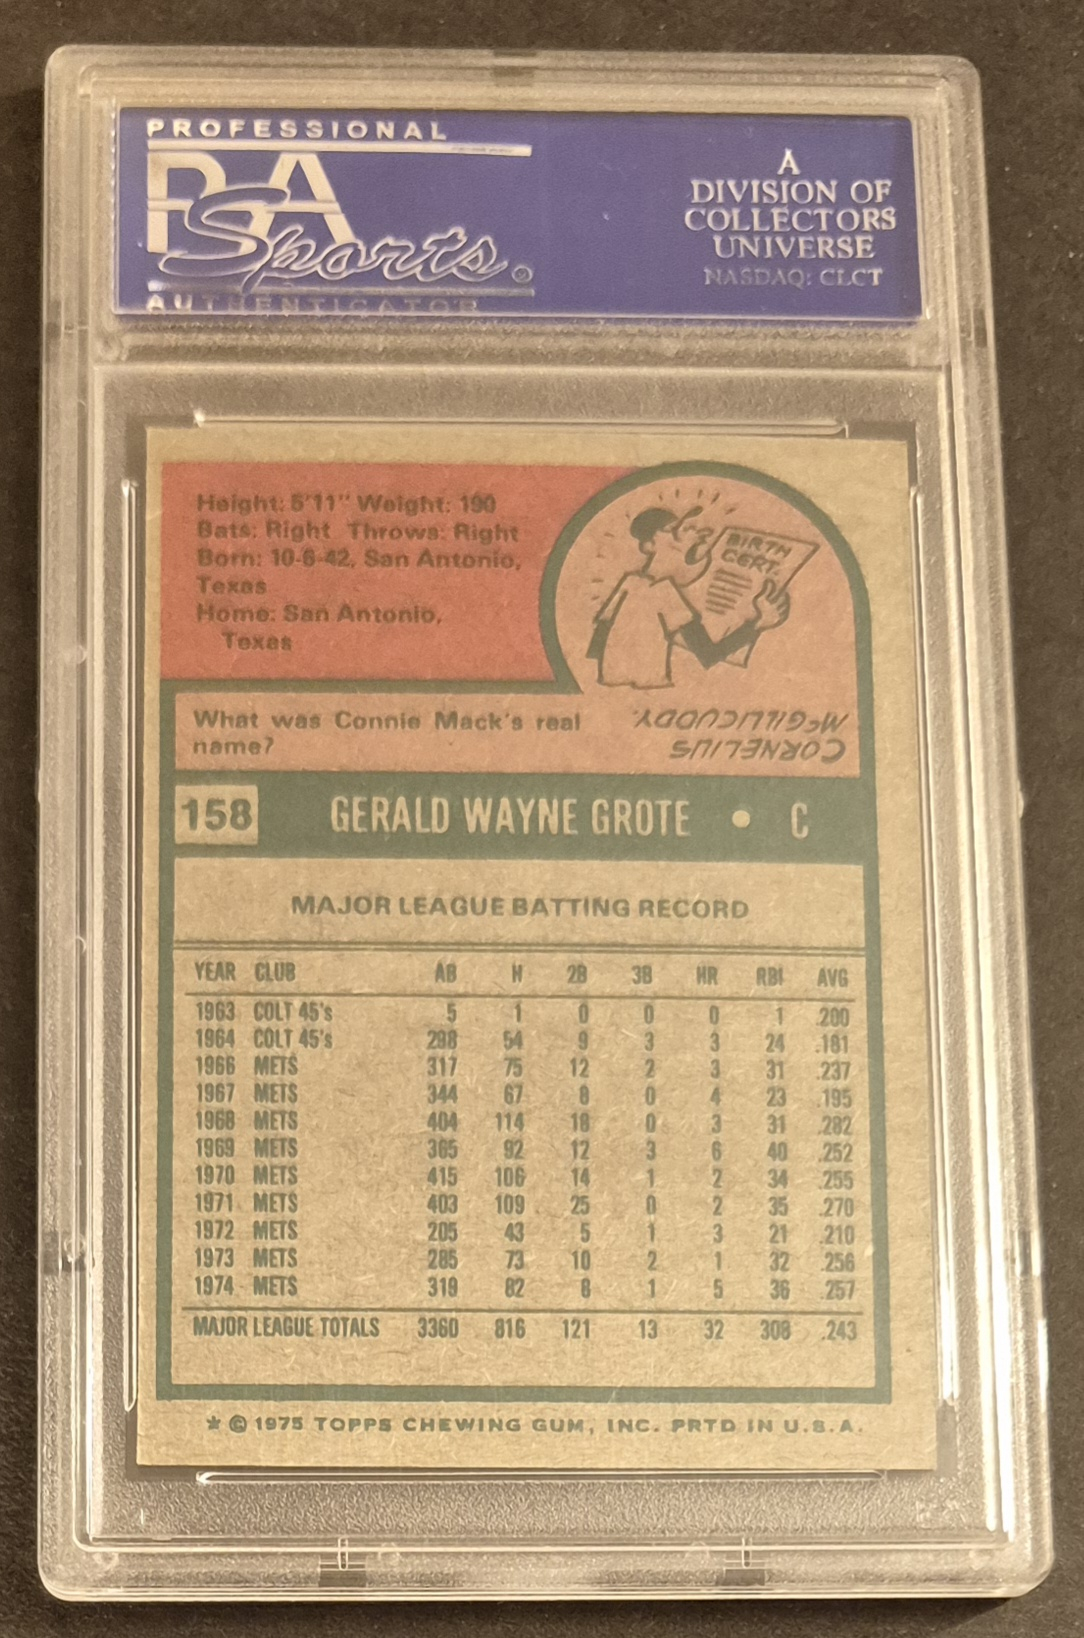 PROFESSIONAL
PSA
Sports®
AUTHENTICATOR
A
DIVISION OF
COLLECTORS
UNIVERSE
NASDAQ: CLCT
Height: 5'11" Weight: 190
Bats: Right Throws: Right
Born: 10-6-42, San Antonio,
Texas
Home: San Antonio,
Texas
BIRTH
CERT.
What was Connie Mack's real
name?
CORNELIUS
McGILLICUDDY.
158 GERALD WAYNE GROTE • C
MAJOR LEAGUE BATTING RECORD
YEAR CLUB AB H 2B 3B HR RBI AVG
1963 COLT 45's 5 1 0 0 0 1 .200
1964 COLT 45's 298 54 9 3 3 24 .181
1966 METS 317 75 12 2 3 31 .237
1967 METS 344 67 8 0 4 23 .195
1968 METS 404 114 18 0 3 31 .282
1969 METS 365 92 12 3 6 40 .252
1970 METS 415 106 14 1 2 34 .255
1971 METS 403 109 25 0 2 35 .270
1972 METS 205 43 5 1 3 21 .210
1973 METS 285 73 10 2 1 32 .256
1974 METS 319 82 8 1 5 36 .257
MAJOR LEAGUE TOTALS 3360 816 121 13 32 308 .243
* © 1975 TOPPS CHEWING GUM, INC. PRTD IN U.S.A.